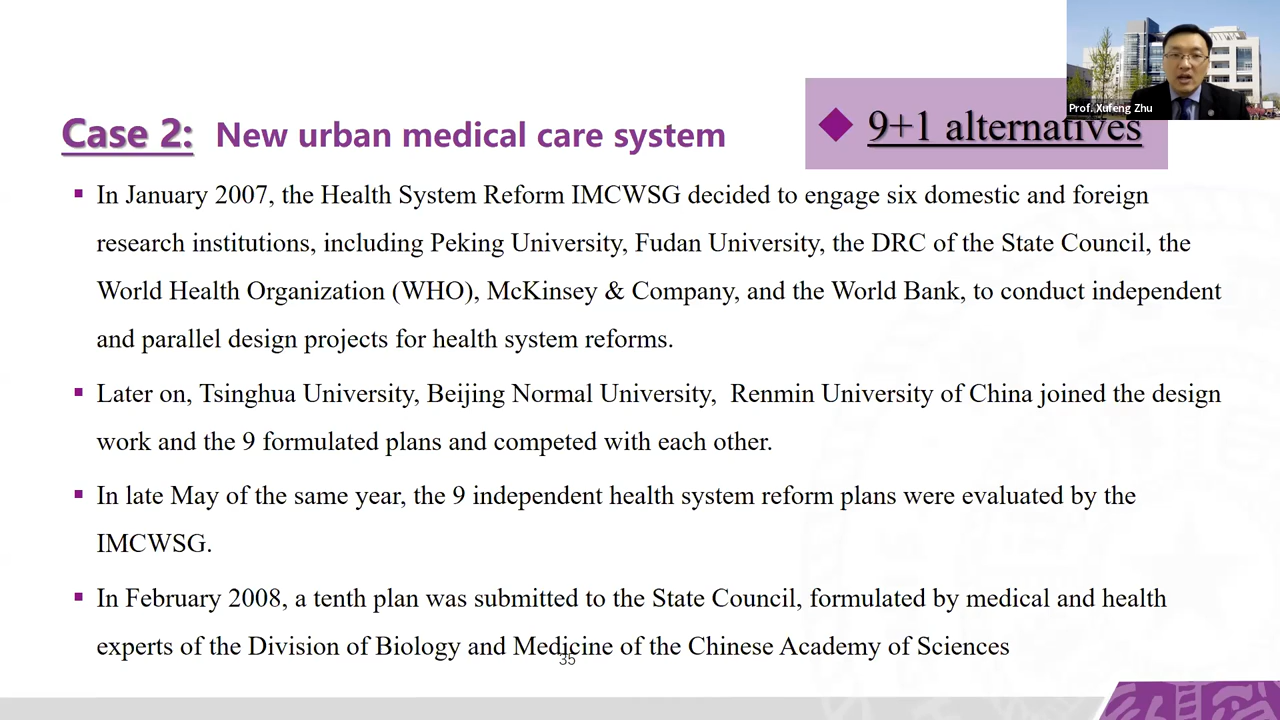 Prof. Xufeng Zhu
Case 2: New urban medical care system
9+1 alternatives
In January 2007, the Health System Reform IMCWSG decided to engage six domestic and foreign
research institutions, including Peking University, Fudan University, the DRC of the State Council, the
World Health Organization (WHO), McKinsey & Company, and the World Bank, to conduct independent
and parallel design projects for health system reforms.
Later on, Tsinghua University, Beijing Normal University, Renmin University of China joined the design
work and the 9 formulated plans and competed with each other.
In late May of the same year, the 9 independent health system reform plans were evaluated by the
IMCWSG.
In February 2008, a tenth plan was submitted to the State Council, formulated by medical and health
experts of the Division of Biology and Medicine of the Chinese Academy of Sciences
35